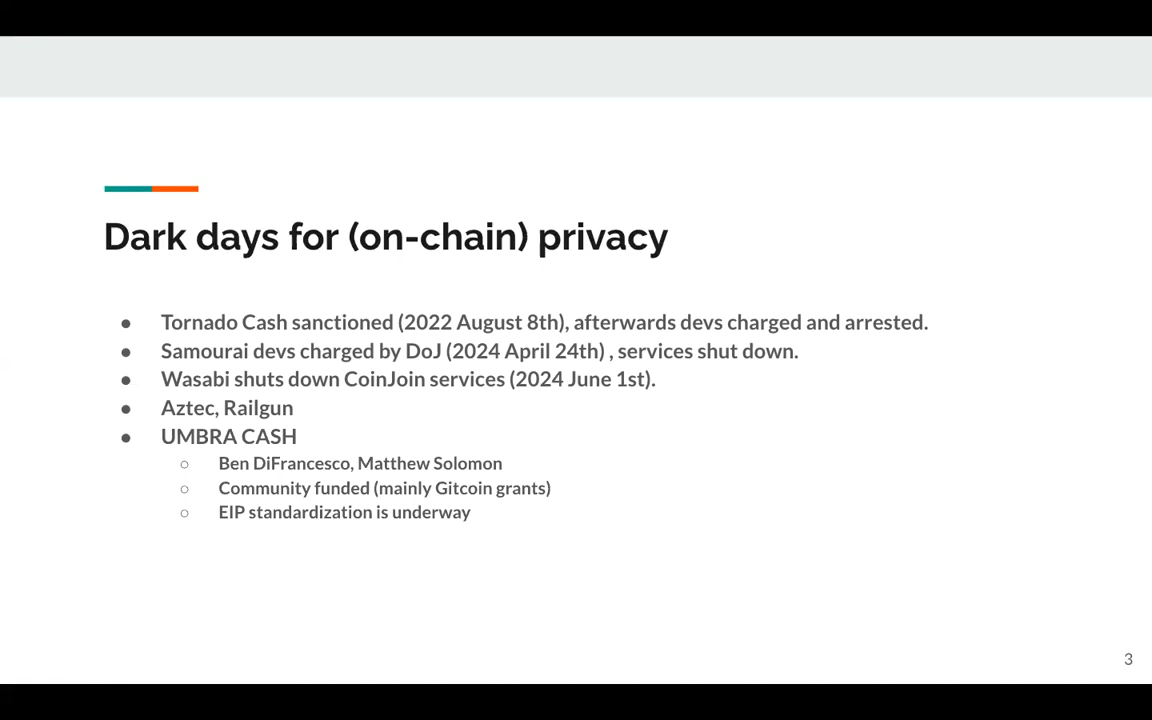 Dark days for (on-chain) privacy
● Tornado Cash sanctioned (2022 August 8th), afterwards devs charged and arrested.
● Samourai devs charged by DoJ (2024 April 24th) , services shut down.
● Wasabi shuts down CoinJoin services (2024 June 1st).
● Aztec, Railgun
● UMBRA CASH
○ Ben DiFrancesco, Matthew Solomon
○ Community funded (mainly Gitcoin grants)
○ EIP standardization is underway
3